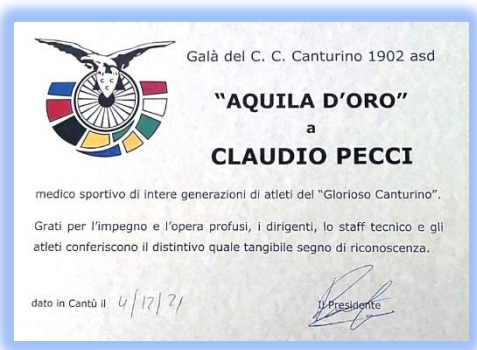 Galà del C. C. Canturino 1902 asd
"AQUILA D'ORO"
a
CLAUDIO PECCI
medico sportivo di intere generazioni di atleti del "Glorioso Canturino".
Grati per l'impegno e l'opera profusi, i dirigenti, lo staff tecnico e gli
atleti conferiscono il distintivo quale tangibile segno di riconoscenza.
dato in Cantù il 4/12/21
Il Presidente